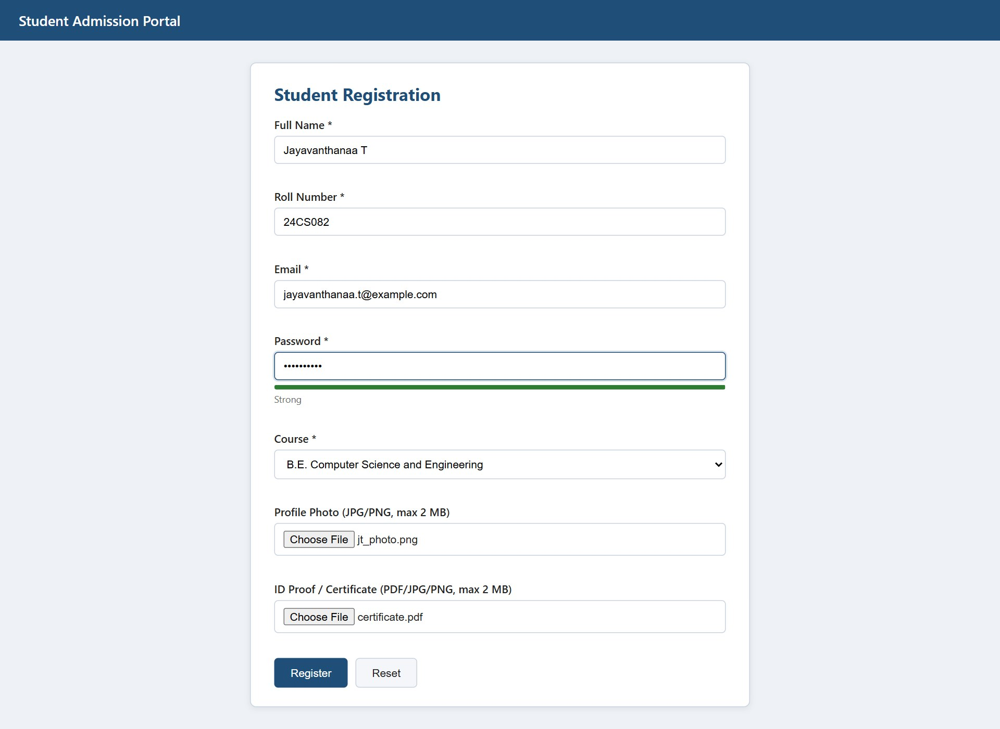 Student Admission Portal
Student Registration
Full Name *
Jayavanthanaa T
Roll Number *
24CS082
Email *
jayavanthanaa.t@example.com
Password *
••••••••••
Strong
Course *
B.E. Computer Science and Engineering
Profile Photo (JPG/PNG, max 2 MB)
Choose File jt_photo.png
ID Proof / Certificate (PDF/JPG/PNG, max 2 MB)
Choose File certificate.pdf
Register Reset